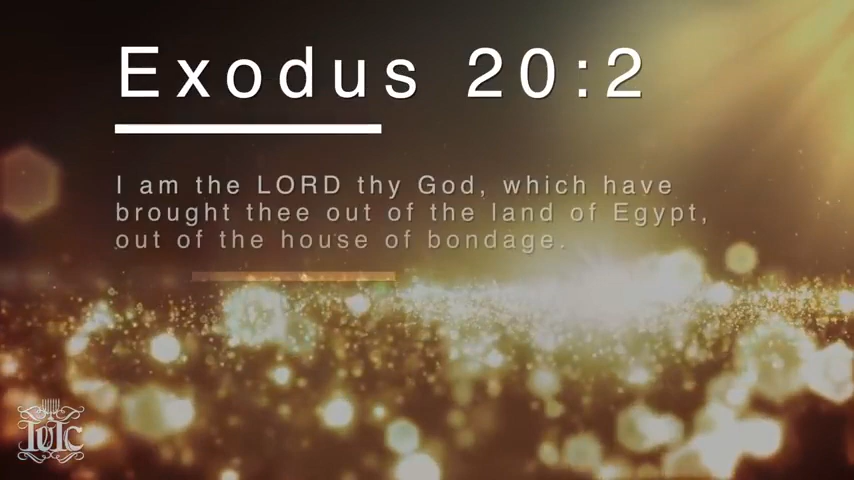 Exodus 20:2
I am the LORD thy God, which have
brought thee out of the land of Egypt,
out of the house of bondage.
IUIC